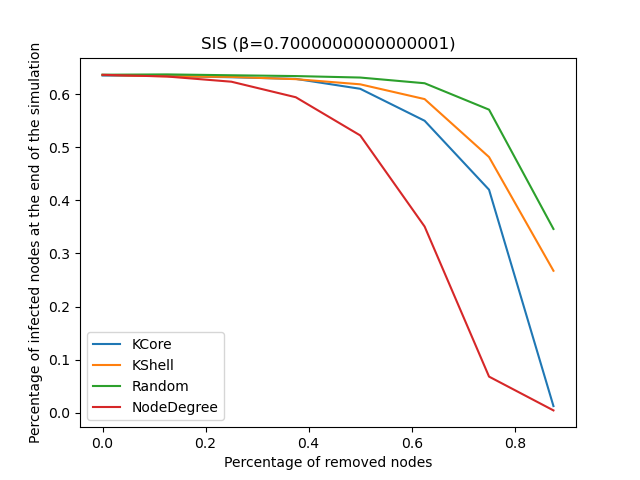 SIS (β=0.7000000000000001)
Percentage of infected nodes at the end of the simulation
0.6
0.5
0.4
0.3
0.2
0.1
0.0
KCore
KShell
Random
NodeDegree
0.0 0.2 0.4 0.6 0.8
Percentage of removed nodes